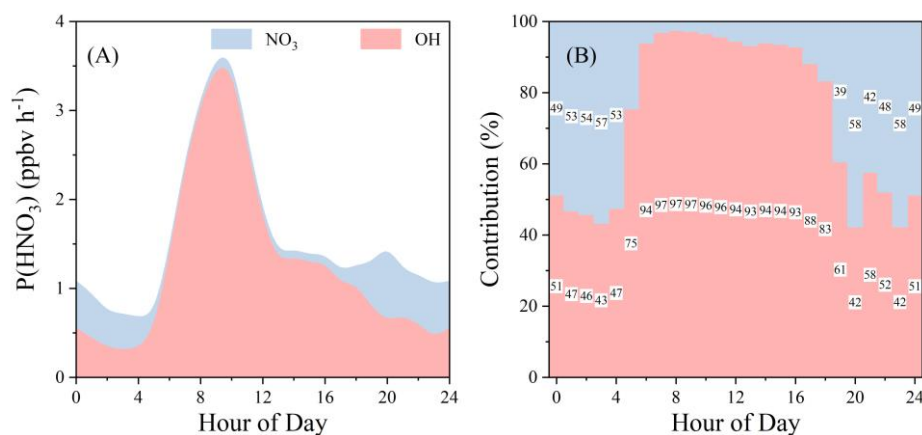 (A)
NO₃
OH
4
3
2
1
0
P(HNO₃) (ppbv h⁻¹)
0 4 8 12 16 20 24
Hour of Day
(B)
100
80
60
40
20
0
Contribution (%)
49 53 54 57 53 39 58 42 48 58 49
51 47 46 43 47 75 94 97 97 97 96 96 94 93 94 94 93 88 83 61 42 58 52 42 51
0 4 8 12 16 20 24
Hour of Day